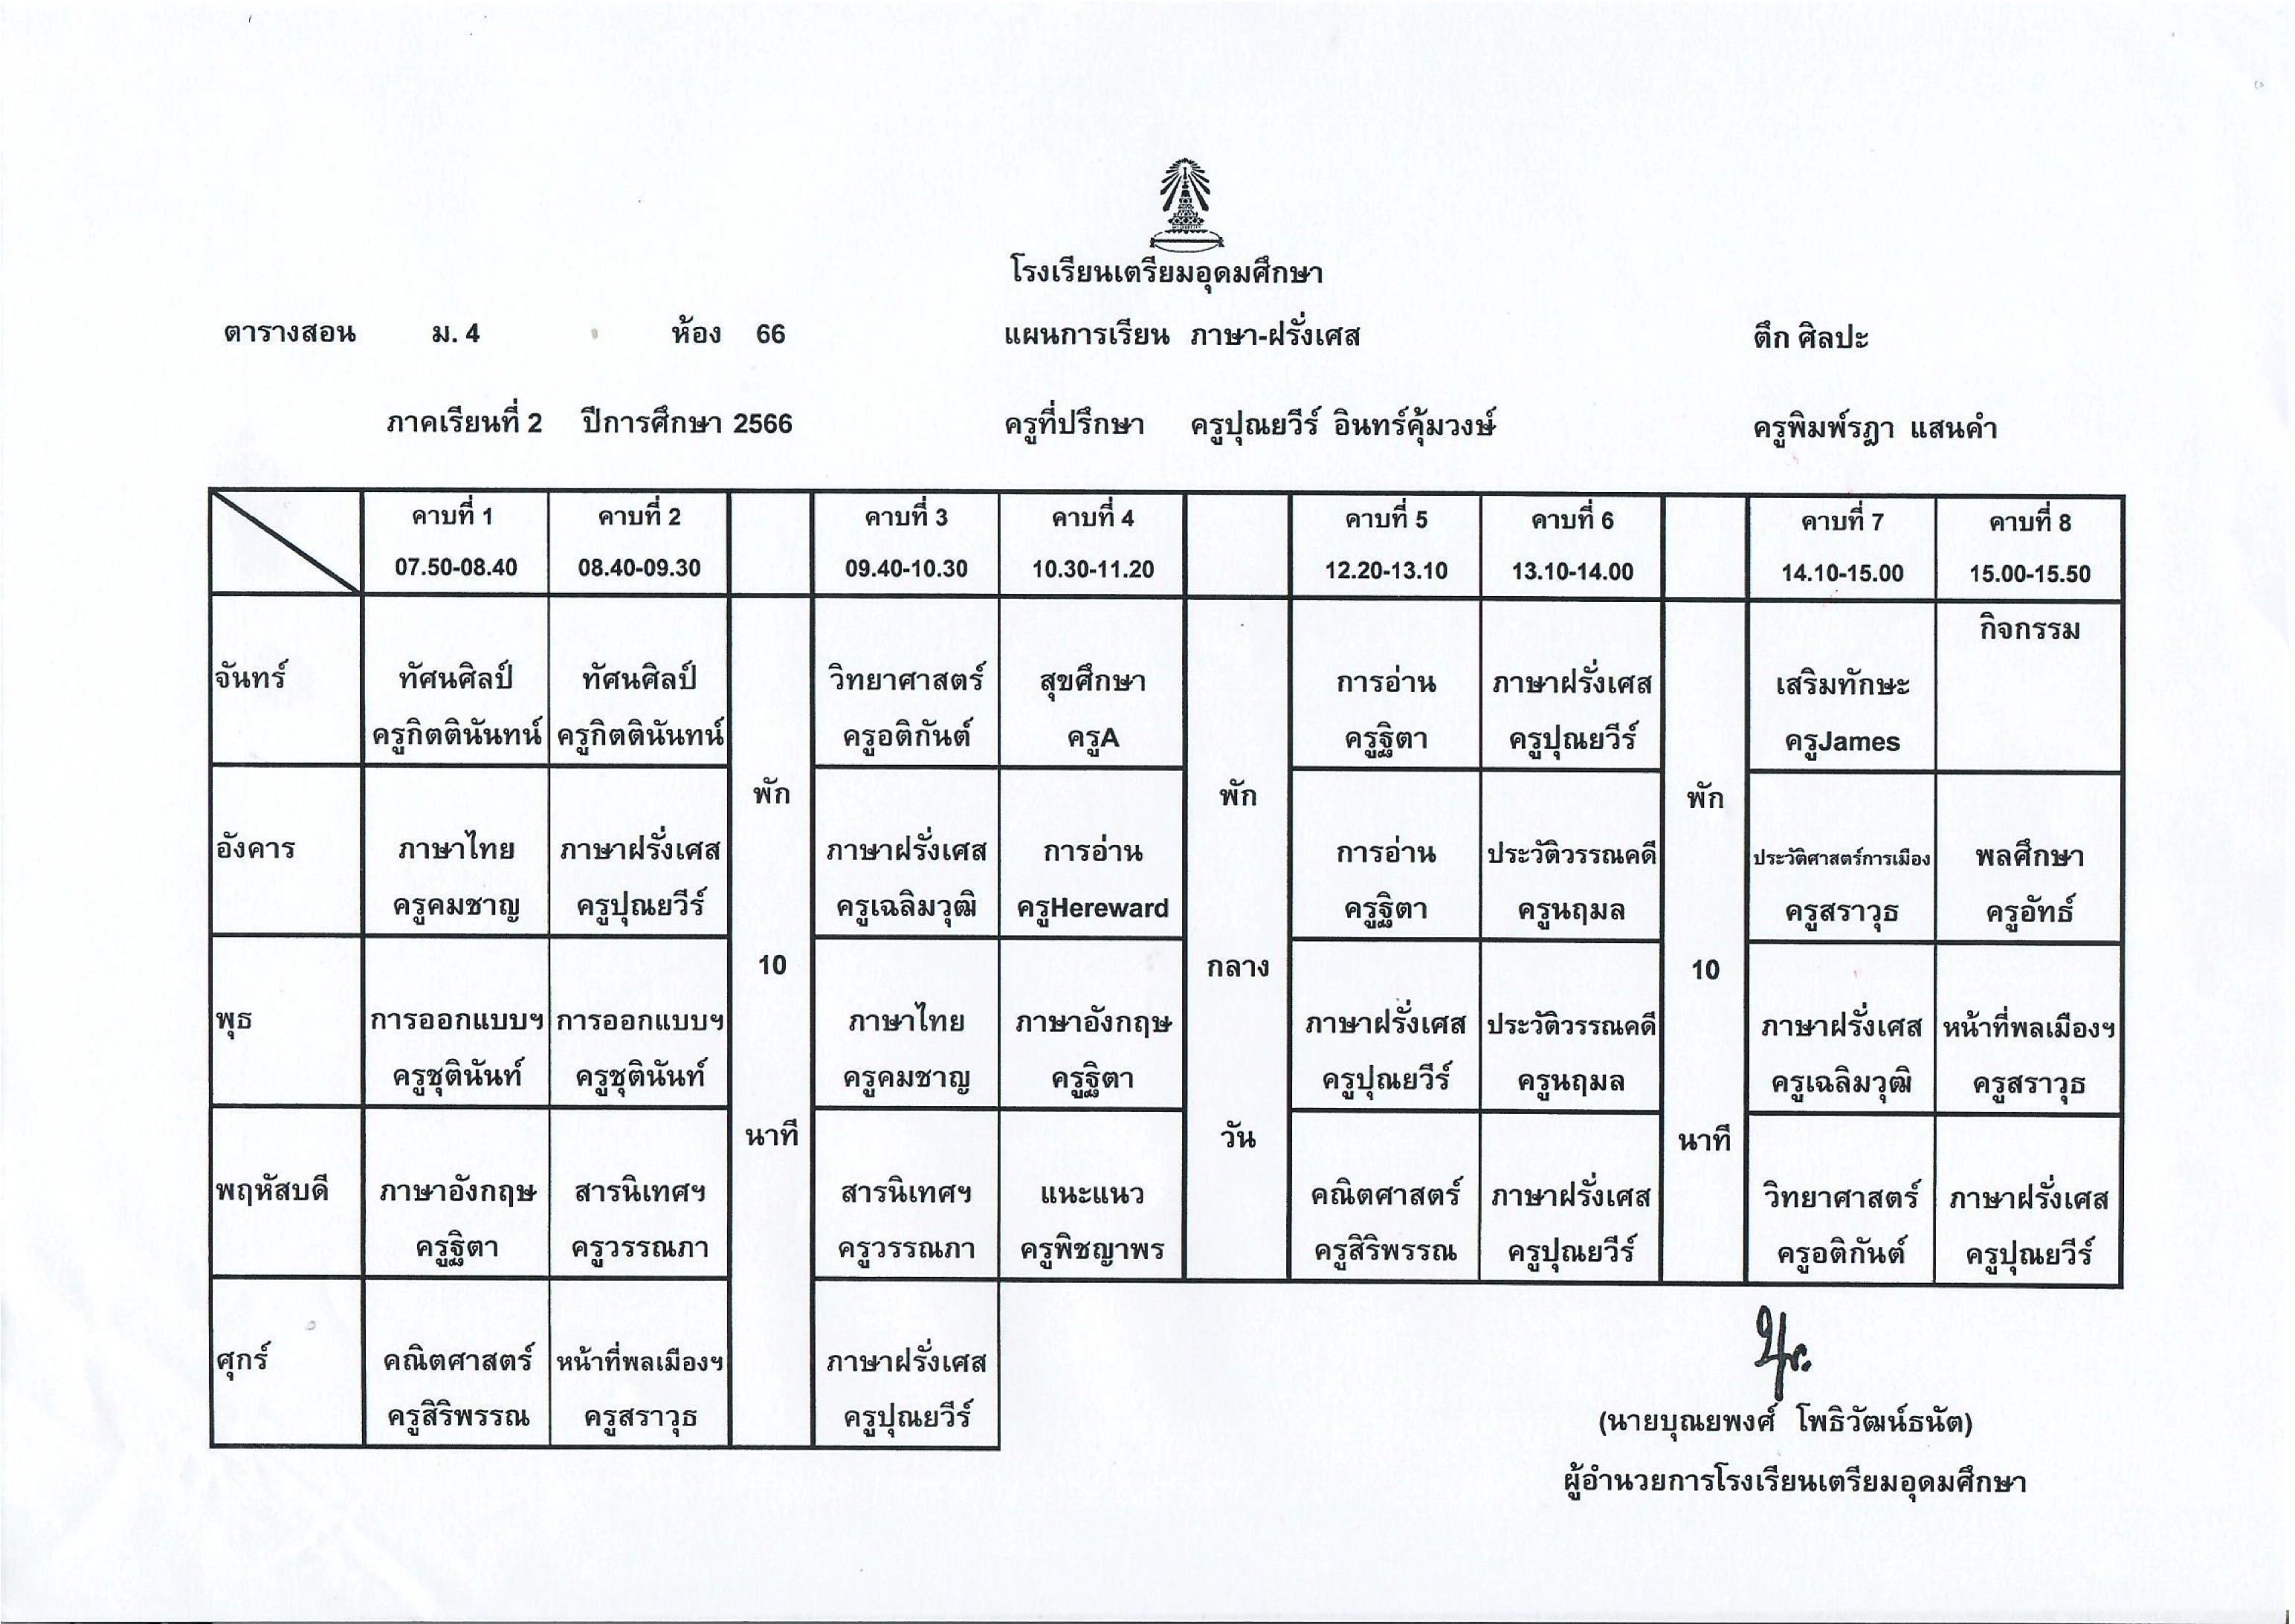 โรงเรียนเตรียมอุดมศึกษา
ตารางสอน ม. 4 ห้อง 66 แผนการเรียน ภาษา-ฝรั่งเศส ตึก ศิลปะ
ภาคเรียนที่ 2 ปีการศึกษา 2566 ครูที่ปรึกษา ครูปุณยวีร์ อินทร์คุ้มวงษ์ ครูพิมพ์รฎา แสนคำ
คาบที่ 1 คาบที่ 2 คาบที่ 3 คาบที่ 4 คาบที่ 5 คาบที่ 6 คาบที่ 7 คาบที่ 8
07.50-08.40 08.40-09.30 09.40-10.30 10.30-11.20 12.20-13.10 13.10-14.00 14.10-15.00 15.00-15.50
กิจกรรม
จันทร์ ทัศนศิลป์ ทัศนศิลป์ วิทยาศาสตร์ สุขศึกษา การอ่าน ภาษาฝรั่งเศส เสริมทักษะ
ครูกิตตินันทน์ ครูกิตตินันทน์ ครูอติกันต์ ครูA ครูฐิตา ครูปุณยวีร์ ครูJames
พัก พัก พัก
อังคาร ภาษาไทย ภาษาฝรั่งเศส ภาษาฝรั่งเศส การอ่าน การอ่าน ประวัติวรรณคดี ประวัติศาสตร์การเมือง พลศึกษา
ครูคมชาญ ครูปุณยวีร์ ครูเฉลิมวุฒิ ครูHereward ครูฐิตา ครูนฤมล ครูสราวุธ ครูอัทธ์
10 กลาง 10
พุธ การออกแบบฯ การออกแบบฯ ภาษาไทย ภาษาอังกฤษ ภาษาฝรั่งเศส ประวัติวรรณคดี ภาษาฝรั่งเศส หน้าที่พลเมืองฯ
ครูชุตินันท์ ครูชุตินันท์ ครูคมชาญ ครูฐิตา ครูปุณยวีร์ ครูนฤมล ครูเฉลิมวุฒิ ครูสราวุธ
นาที วัน นาที
พฤหัสบดี ภาษาอังกฤษ สารนิเทศฯ สารนิเทศฯ แนะแนว คณิตศาสตร์ ภาษาฝรั่งเศส วิทยาศาสตร์ ภาษาฝรั่งเศส
ครูฐิตา ครูวรรณภา ครูวรรณภา ครูพิชญาพร ครูสิริพรรณ ครูปุณยวีร์ ครูอติกันต์ ครูปุณยวีร์
ศุกร์ คณิตศาสตร์ หน้าที่พลเมืองฯ ภาษาฝรั่งเศส
ครูสิริพรรณ ครูสราวุธ ครูปุณยวีร์
(นายบุณยพงศ์ โพธิวัฒน์ธนัต)
ผู้อำนวยการโรงเรียนเตรียมอุดมศึกษา